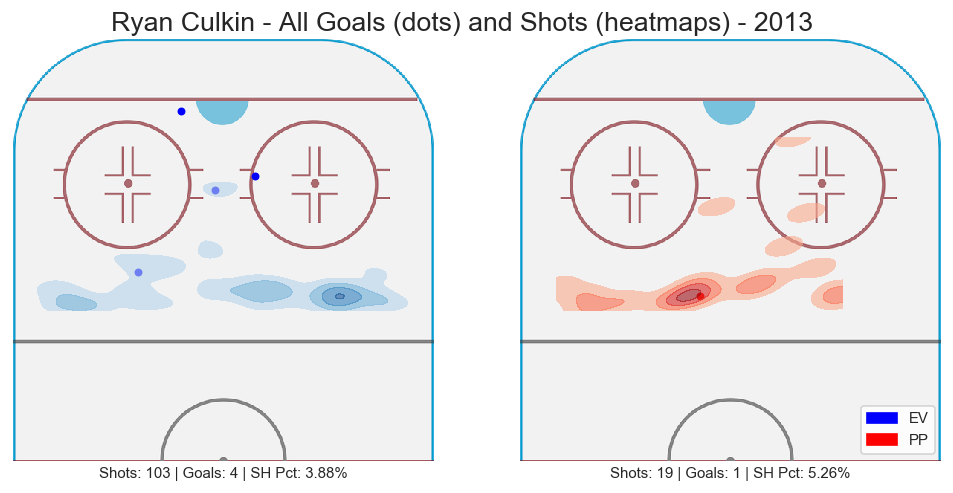 Ryan Culkin - All Goals (dots) and Shots (heatmaps) - 2013
EV
PP
Shots: 103 | Goals: 4 | SH Pct: 3.88%
Shots: 19 | Goals: 1 | SH Pct: 5.26%